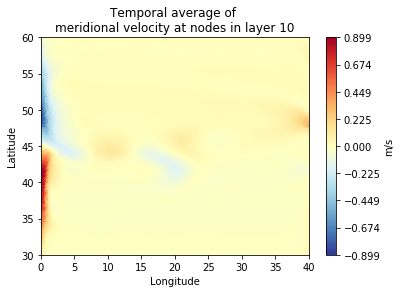 Temporal average of
meridional velocity at nodes in layer 10
60
55
50
45
40
35
30
Latitude
0 5 10 15 20 25 30 35 40
Longitude
0.899
0.674
0.449
0.225
0.000
−0.225
−0.449
−0.674
−0.899
m/s